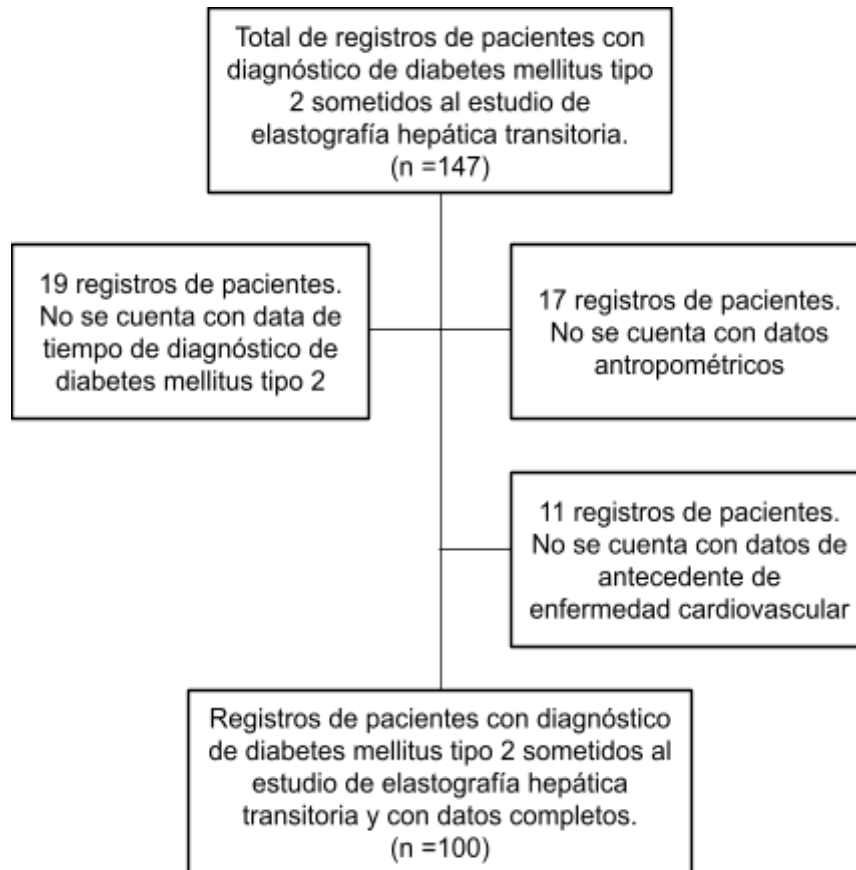 Total de registros de pacientes con
diagnóstico de diabetes mellitus tipo
2 sometidos al estudio de
elastografía hepática transitoria.
(n =147)
19 registros de pacientes.
No se cuenta con data de
tiempo de diagnóstico de
diabetes mellitus tipo 2
17 registros de pacientes.
No se cuenta con datos
antropométricos
11 registros de pacientes.
No se cuenta con datos de
antecedente de
enfermedad cardiovascular
Registros de pacientes con diagnóstico
de diabetes mellitus tipo 2 sometidos al
estudio de elastografía hepática
transitoria y con datos completos.
(n =100)